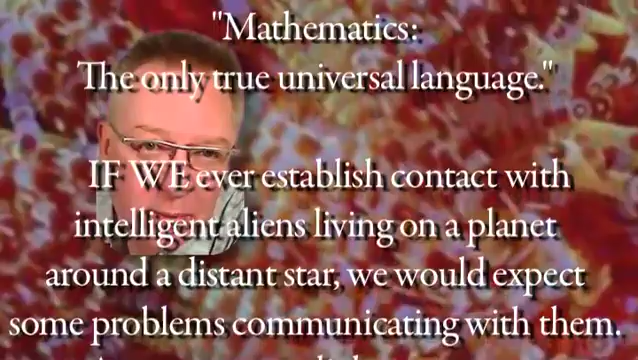 "Mathematics:
The only true universal language."
IF WE ever establish contact with
intelligent aliens living on a planet
around a distant star, we would expect
some problems communicating with them.